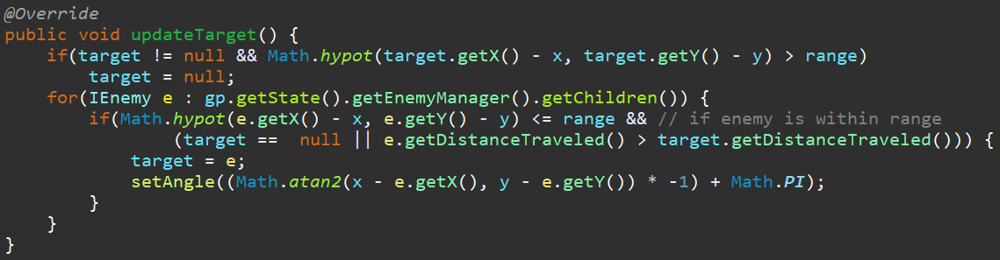 @Override
public void updateTarget() {
    if(target != null && Math.hypot(target.getX() - x, target.getY() - y) > range)
        target = null;
    for(IEnemy e : gp.getState().getEnemyManager().getChildren()) {
        if(Math.hypot(e.getX() - x, e.getY() - y) <= range && // if enemy is within range
                (target ==  null || e.getDistanceTraveled() > target.getDistanceTraveled())) {
            target = e;
            setAngle((Math.atan2(x - e.getX(), y - e.getY()) * -1) + Math.PI);
        }
    }
}